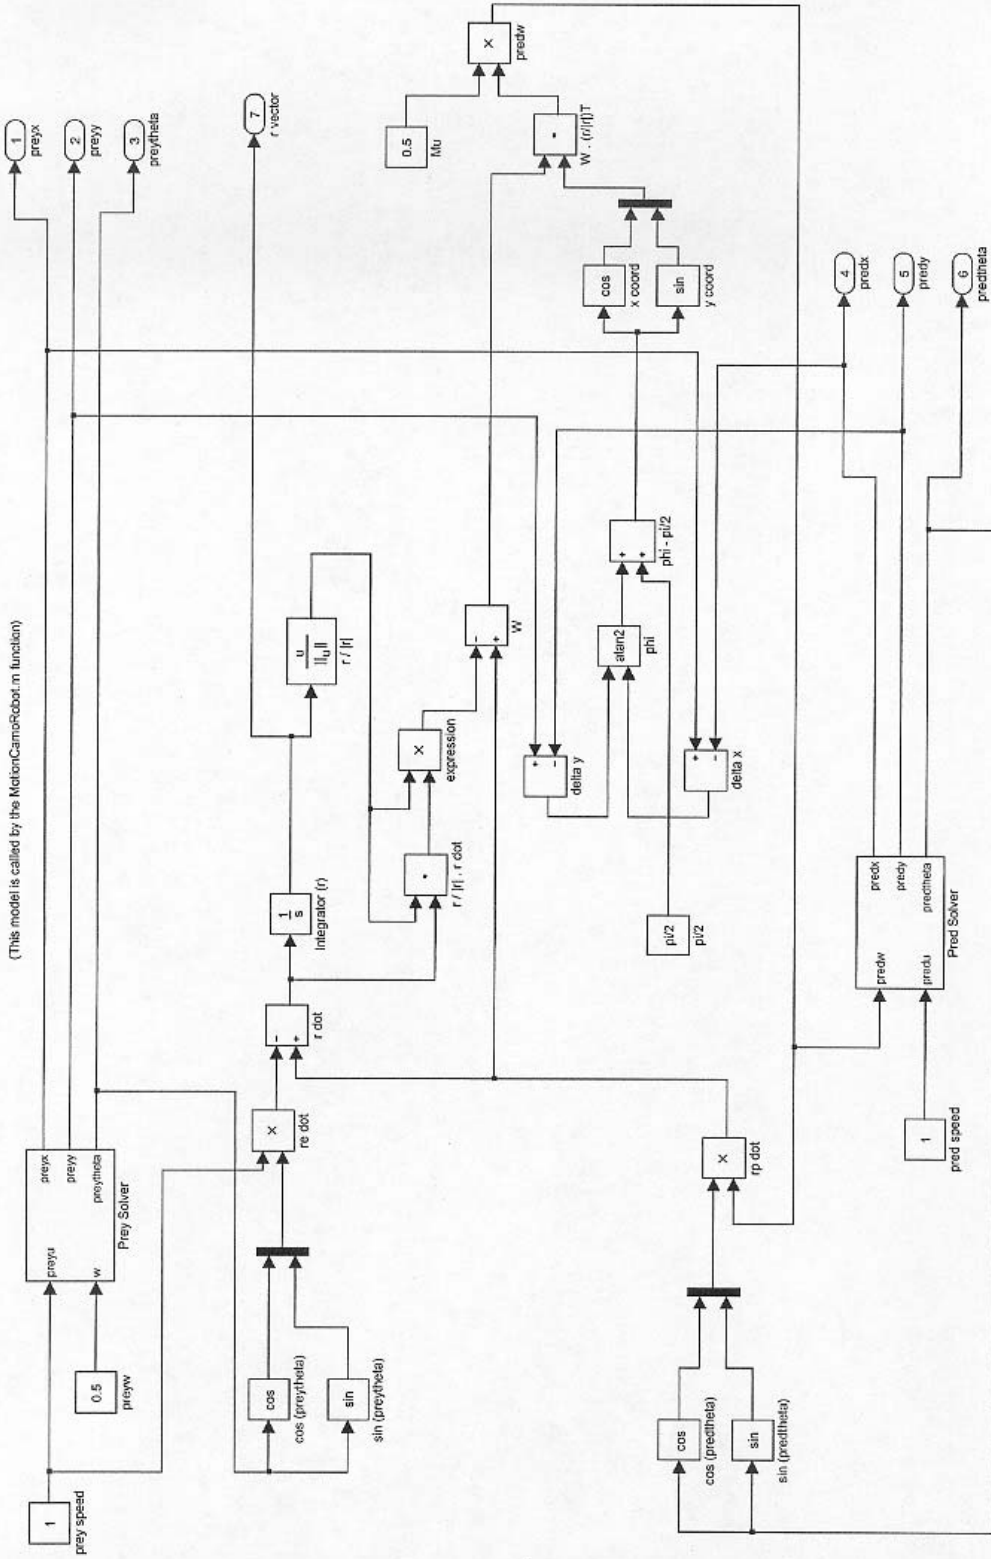 (This model is called by the MotionCamoRobot.m function)
1
prey speed
0.5
preyw
preyu
w
preyx
preyy
preytheta
Prey Solver
1
preyx
2
preyy
3
preytheta
cos
cos (preytheta)
sin
sin (preytheta)
×
re dot
-
+
r dot
1
s
Integrator (r)
7
r vector
u
||u||
r / |r|
.
r / |r| . r dot
×
expression
-
+
W
0.5
Mu
×
predw
.
W . (r/|r|)T
cos
x coord
sin
y coord
+
-
delta y
atan2
phi
+
+
phi - pi/2
pi/2
pi/2
+
-
delta x
cos
cos (predtheta)
sin
sin (predtheta)
×
rp dot
1
pred speed
predw
predu
predx
predy
predtheta
Pred Solver
4
predx
5
predy
6
predtheta